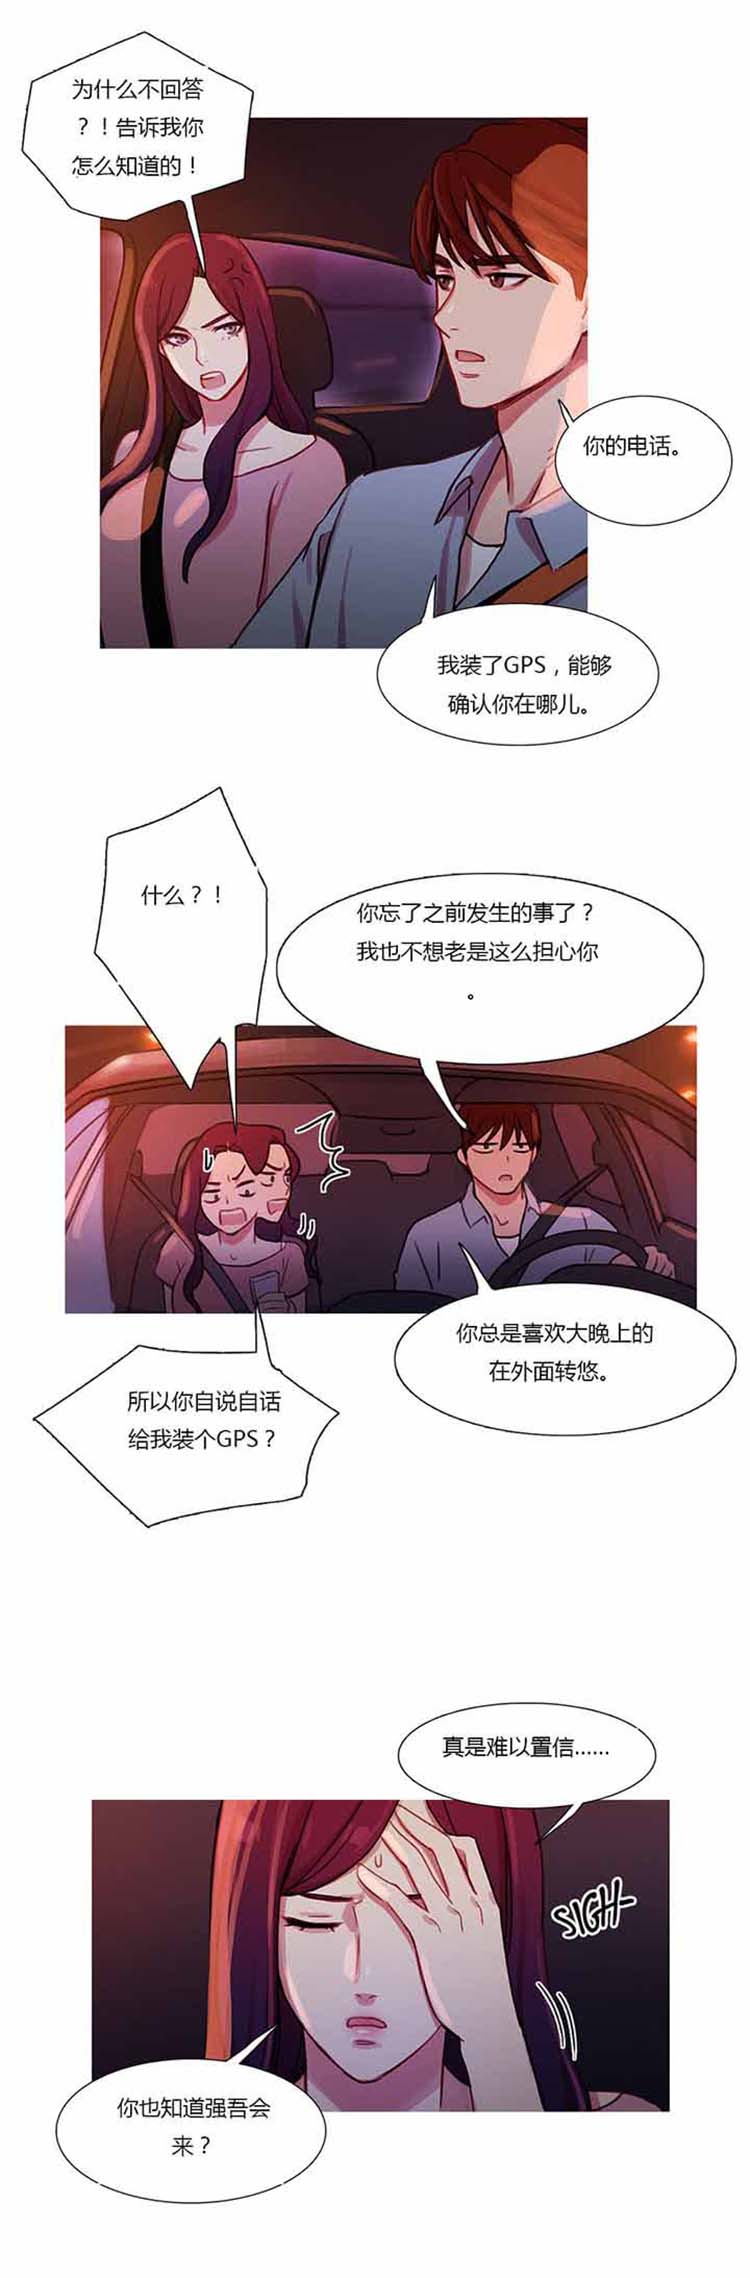 为什么不回答
？！告诉我你
怎么知道的！
你的电话。
我装了GPS，能够
确认你在哪儿。
什么？！
你忘了之前发生的事了？
我也不想老是这么担心你
。
你总是喜欢大晚上的
在外面转悠。
所以你自说自话
给我装个GPS？
真是难以置信……
SIGH-
你也知道强吾会
来？